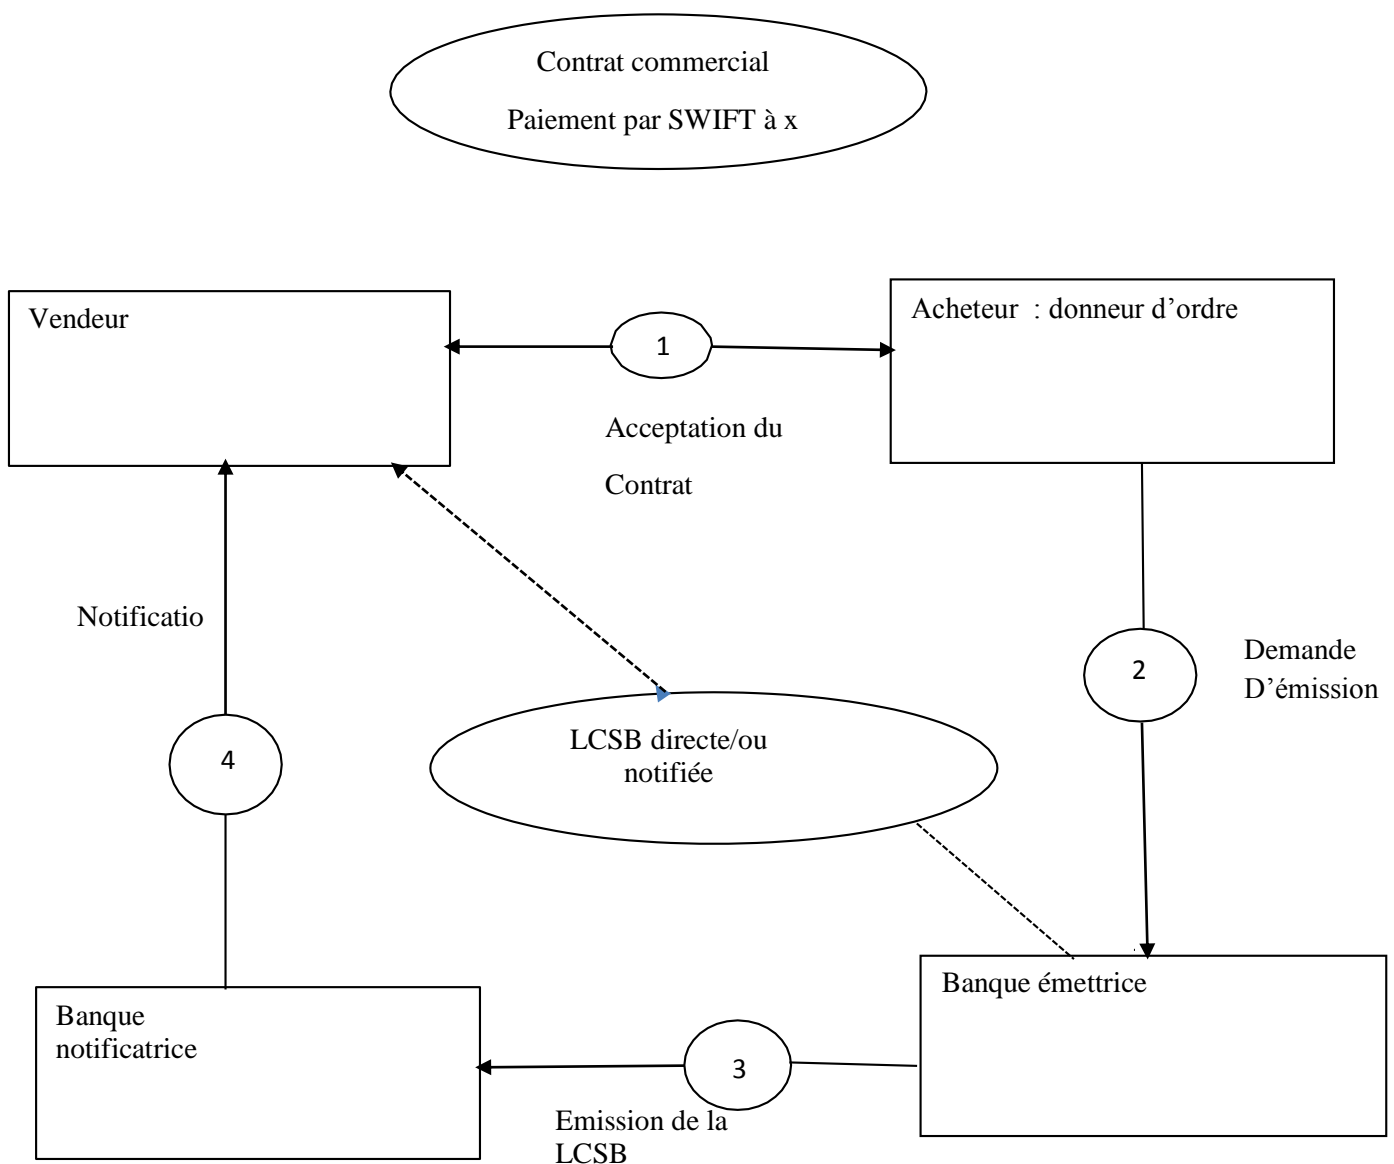 Contrat commercial
Paiement par SWIFT à x
Vendeur
Acheteur : donneur d’ordre
1
Acceptation du
Contrat
Notificatio
2
Demande
D’émission
4
LCSB directe/ou
notifiée
Banque émettrice
Banque
notificatrice
3
Emission de la
LCSB